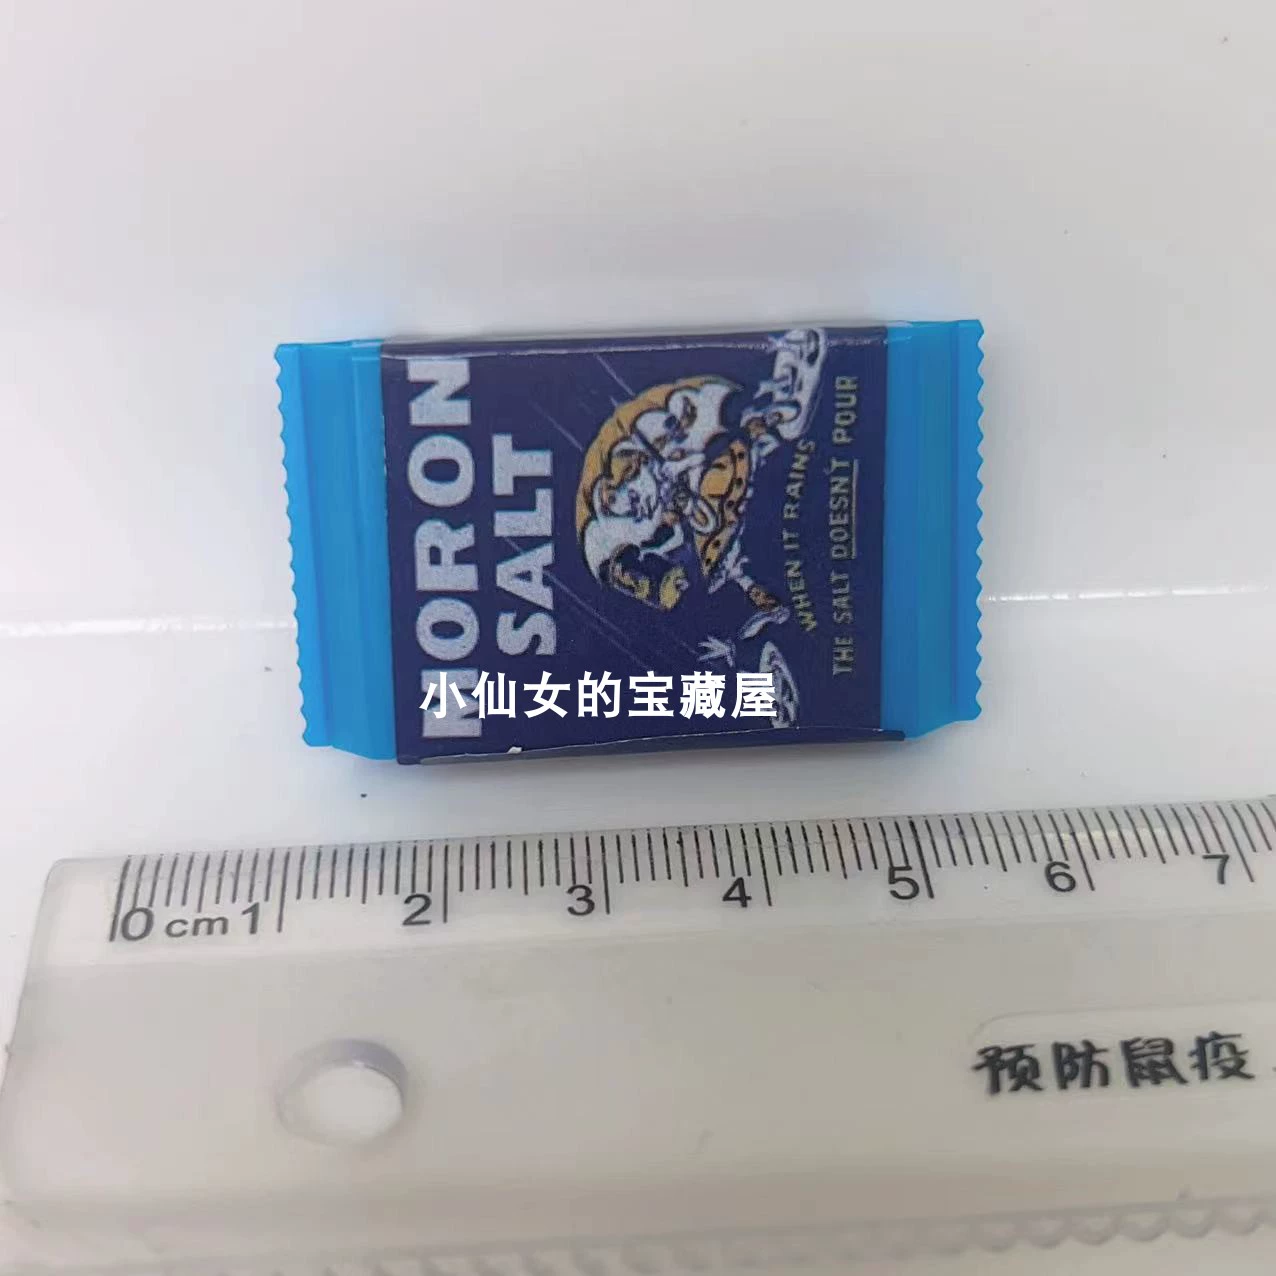 MORON
SALT
WHEN IT RAINS
THE SALT DOESN'T POUR
小仙女的宝藏屋
0 cm 1 2 3 4 5 6 7
预防鼠疫